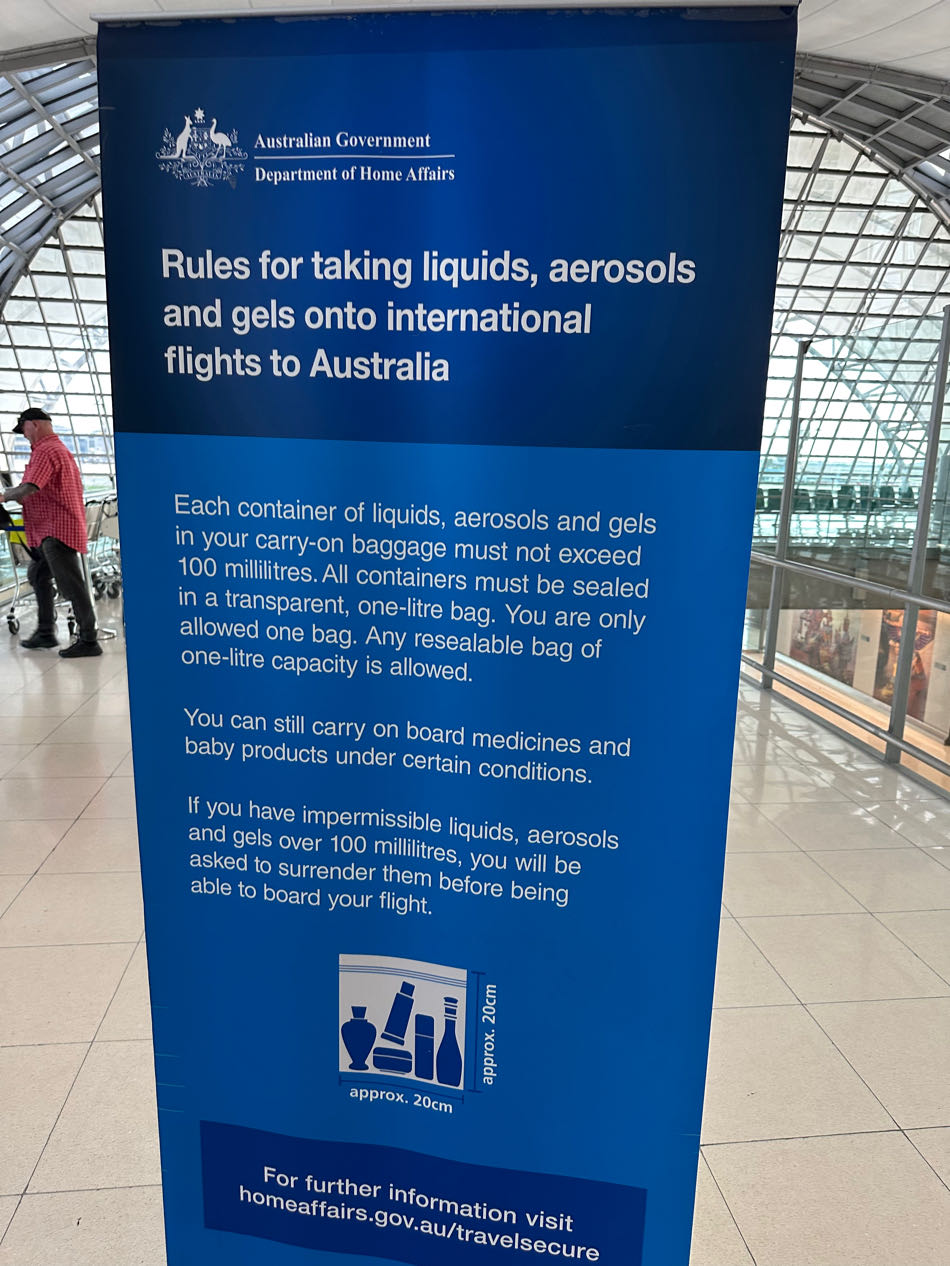 Australian Government
Department of Home Affairs
Rules for taking liquids, aerosols
and gels onto international
flights to Australia
Each container of liquids, aerosols and gels
in your carry-on baggage must not exceed
100 millilitres. All containers must be sealed
in a transparent, one-litre bag. You are only
allowed one bag. Any resealable bag of
one-litre capacity is allowed.
You can still carry on board medicines and
baby products under certain conditions.
If you have impermissible liquids, aerosols
and gels over 100 millilitres, you will be
asked to surrender them before being
able to board your flight.
approx. 20cm
approx. 20cm
For further information visit
homeaffairs.gov.au/travelsecure